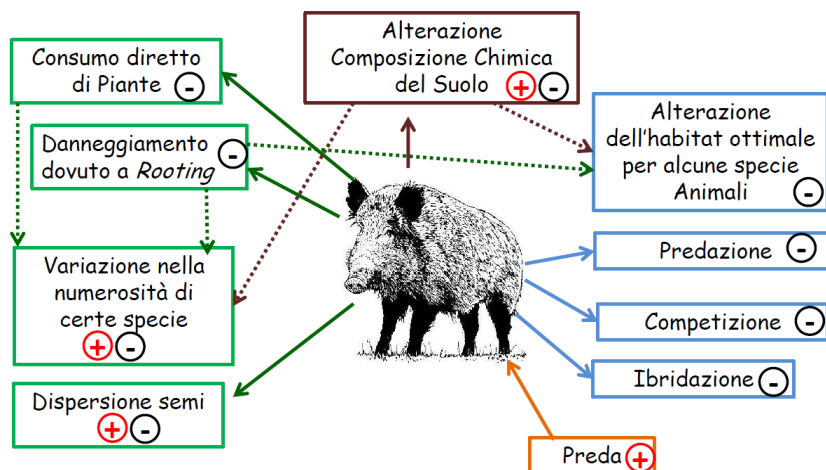 Consumo diretto
di Piante -
Alterazione
Composizione Chimica
del Suolo + -
Danneggiamento
dovuto a Rooting -
Alterazione
dell'habitat ottimale
per alcune specie
Animali -
Variazione nella
numerosità di
certe specie
+ -
Predazione -
Competizione -
Ibridazione -
Dispersione semi
+ -
Preda +